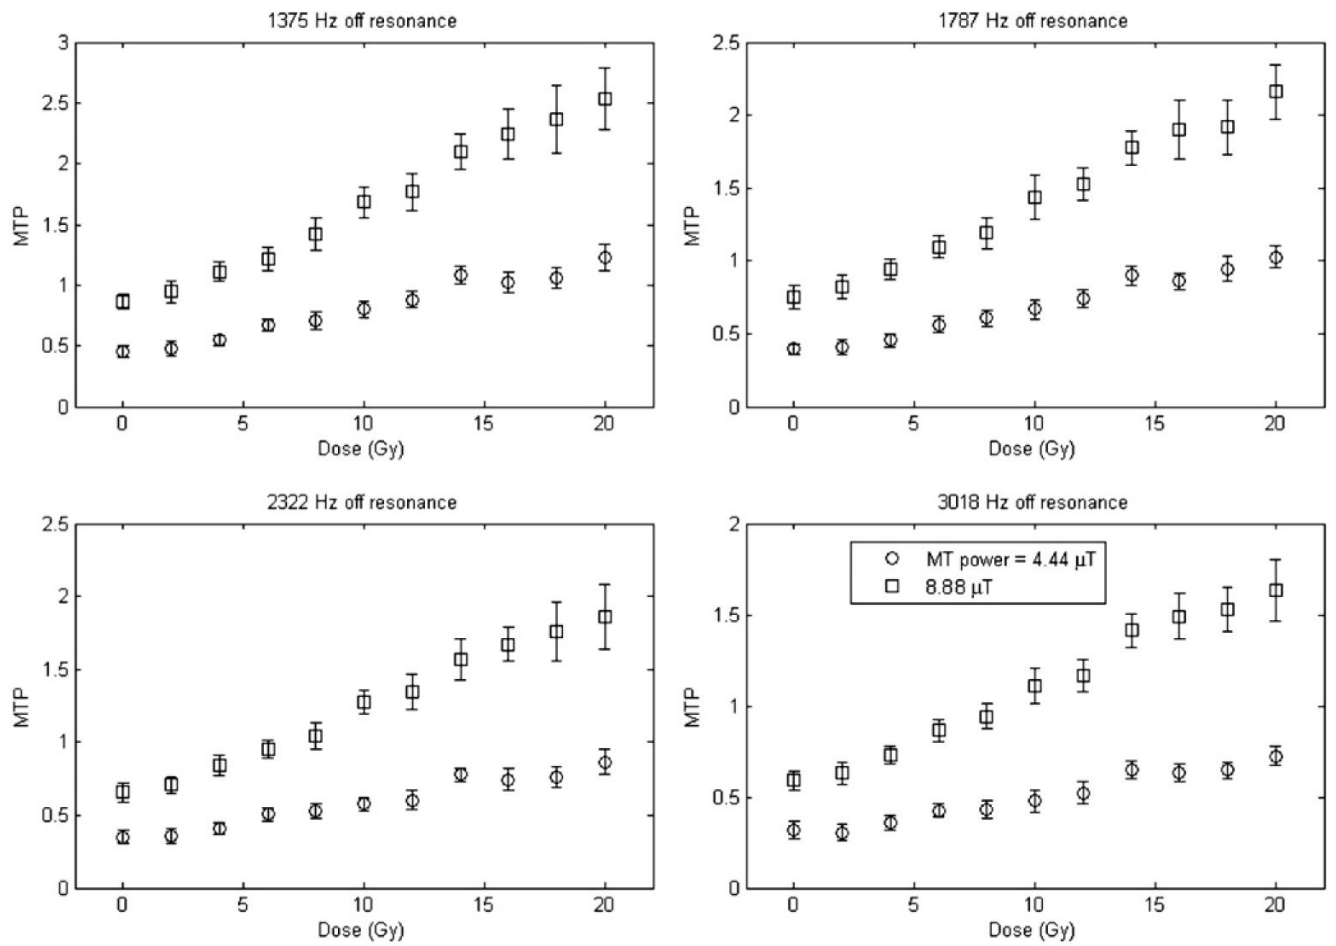 1375 Hz off resonance
3
2.5
2
1.5
1
0.5
0
MTP
0 5 10 15 20
Dose (Gy)
1787 Hz off resonance
2.5
2
1.5
1
0.5
0
MTP
0 5 10 15 20
Dose (Gy)
2322 Hz off resonance
2.5
2
1.5
1
0.5
0
MTP
0 5 10 15 20
Dose (Gy)
3018 Hz off resonance
2
1.5
1
0.5
0
MTP
MT power = 4.44 µT
8.88 µT
0 5 10 15 20
Dose (Gy)